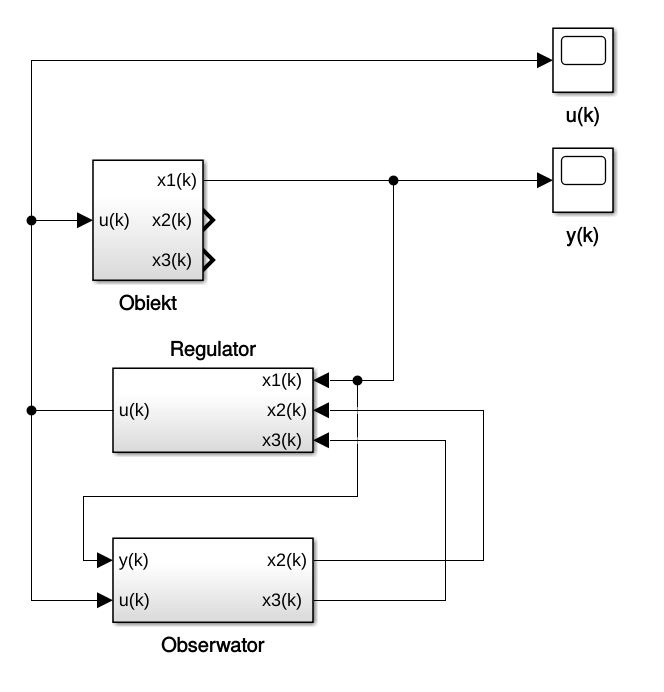 u(k)
x1(k)
u(k) x2(k)
x3(k)
y(k)
Obiekt
Regulator
x1(k)
u(k) x2(k)
x3(k)
y(k) x2(k)
u(k) x3(k)
Obserwator